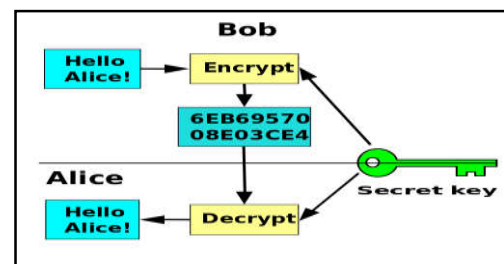 Bob
Hello
Alice!
Encrypt
6EB69570
08E03CE4
Alice
Secret key
Hello
Alice!
Decrypt